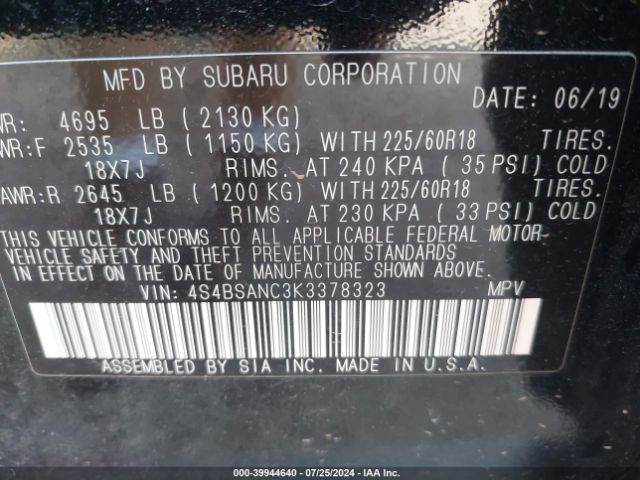 MFD BY SUBARU CORPORATION
DATE: 06/19
WR: 4695 LB ( 2130 KG)
WR:F 2535 LB ( 1150 KG) WITH 225/60R18 TIRES.
18X7J RIMS. AT 240 KPA ( 35 PSI) COLD
AWR:R 2645 LB ( 1200 KG) WITH 225/60R18 TIRES.
18X7J RIMS. AT 230 KPA ( 33 PSI) COLD
THIS VEHICLE CONFORMS TO ALL APPLICABLE FEDERAL MOTOR-
VEHICLE SAFETY AND THEFT PREVENTION STANDARDS
IN EFFECT ON THE DATE OF MANUFACTURE SHOWN ABOVE.
VIN: 4S4BSANC3K3378323 MPV
ASSEMBLED BY SIA INC. MADE IN U.S.A.
000-39944640 - 07/25/2024 - IAA Inc.